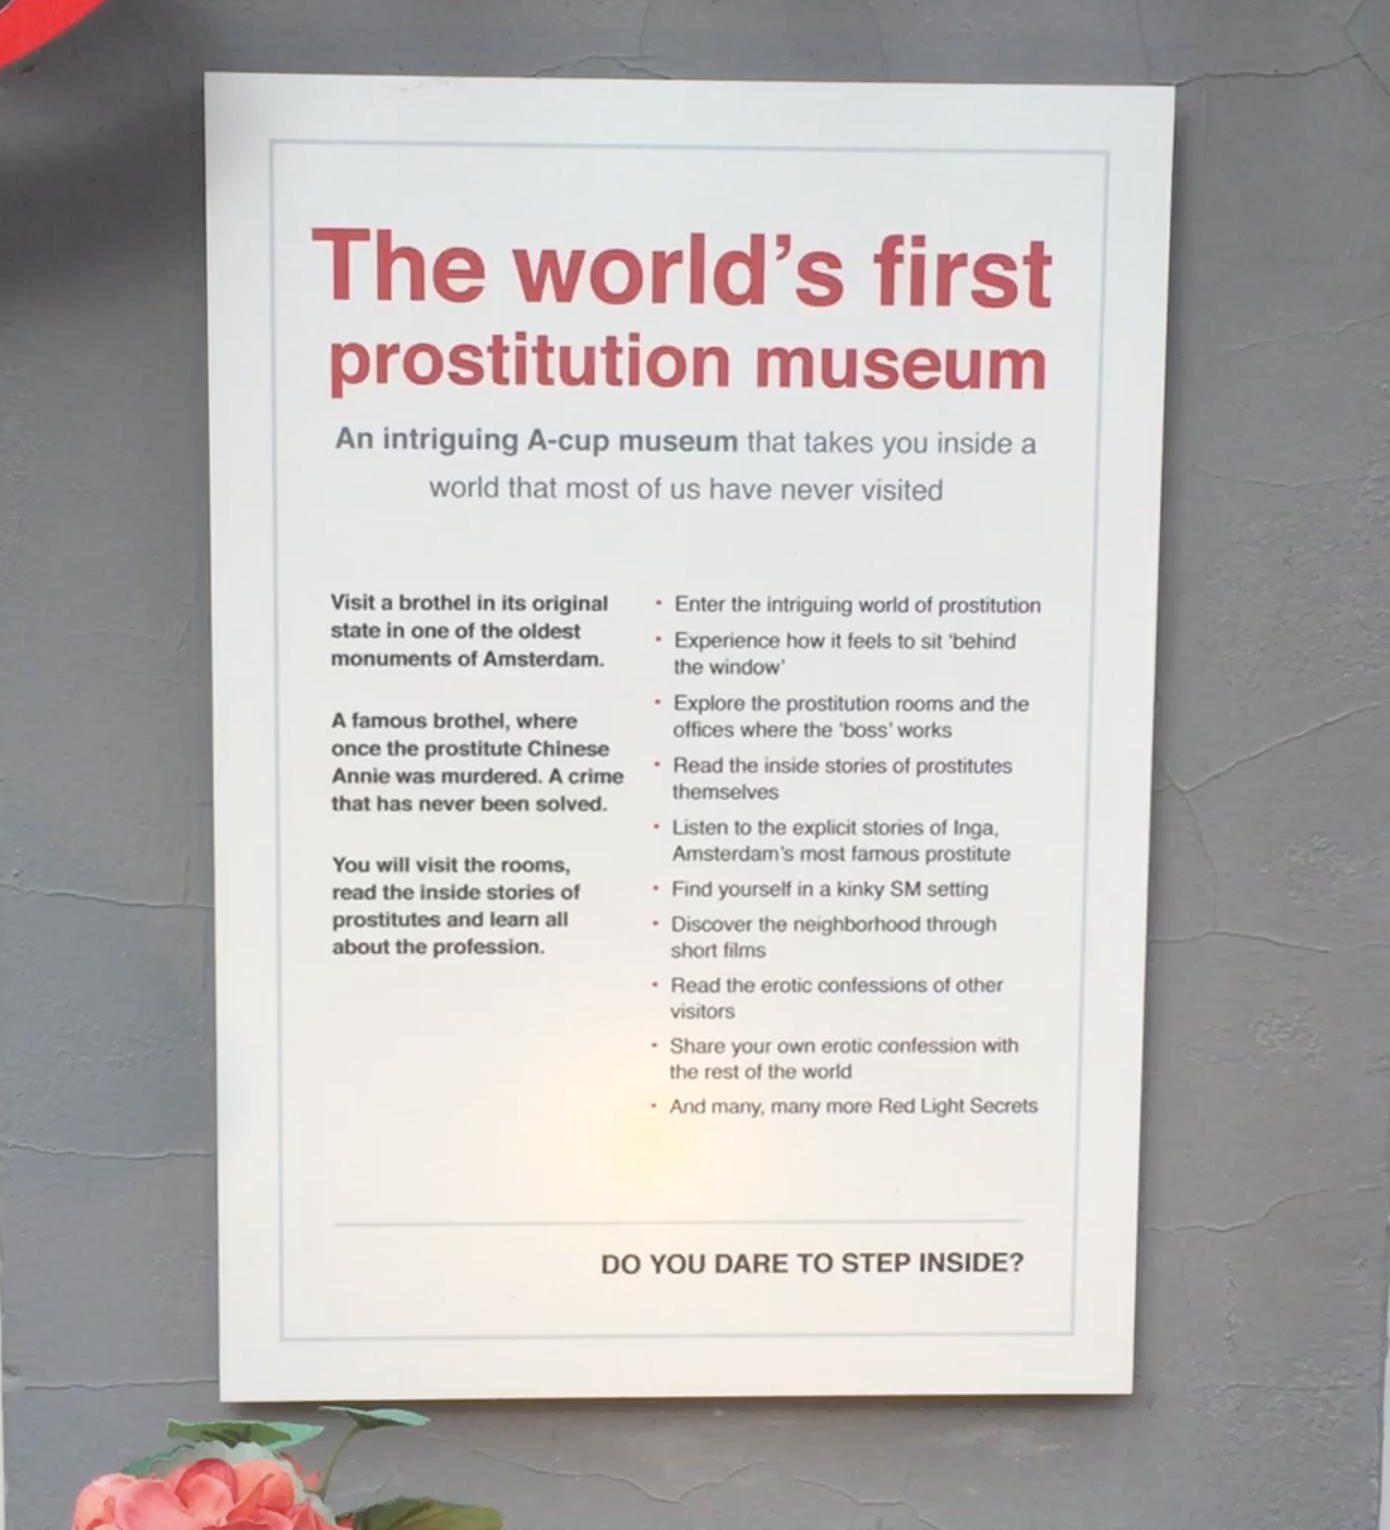 The world's first
prostitution museum
An intriguing A-cup museum that takes you inside a
world that most of us have never visited
Visit a brothel in its original
state in one of the oldest
monuments of Amsterdam.
A famous brothel, where
once the prostitute Chinese
Annie was murdered. A crime
that has never been solved.
You will visit the rooms,
read the inside stories of
prostitutes and learn all
about the profession.
• Enter the intriguing world of prostitution
• Experience how it feels to sit 'behind
the window'
• Explore the prostitution rooms and the
offices where the 'boss' works
• Read the inside stories of prostitutes
themselves
• Listen to the explicit stories of Inga,
Amsterdam's most famous prostitute
• Find yourself in a kinky SM setting
• Discover the neighborhood through
short films
• Read the erotic confessions of other
visitors
• Share your own erotic confession with
the rest of the world
• And many, many more Red Light Secrets
DO YOU DARE TO STEP INSIDE?